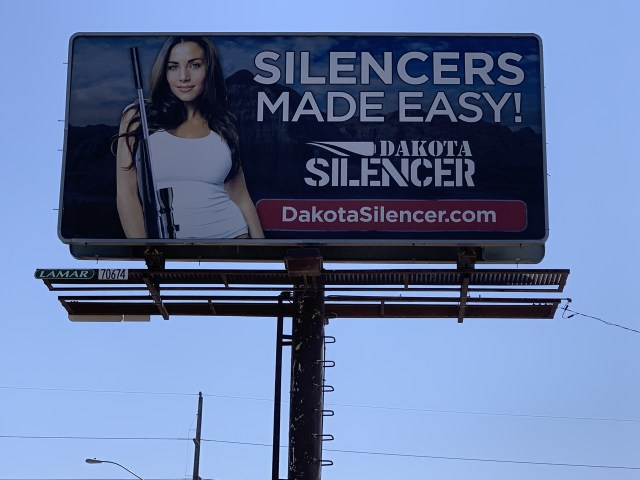 SILENCERS
MADE EASY!
DAKOTA
SILENCER
DakotaSilencer.com
LAMAR 70674